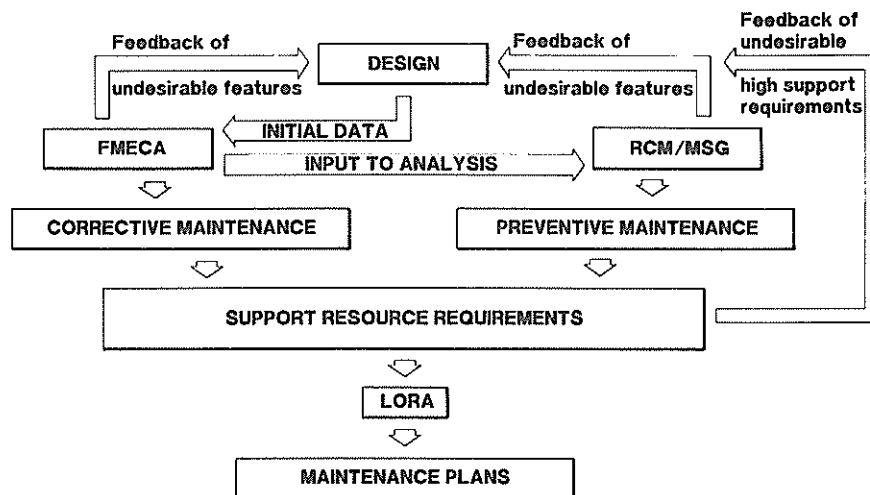 Feedback of
undesirable features
DESIGN
Feedback of
undesirable features
Feedback of
undesirable
high support
requirements
INITIAL DATA
FMECA
INPUT TO ANALYSIS
RCM/MSG
CORRECTIVE MAINTENANCE
PREVENTIVE MAINTENANCE
SUPPORT RESOURCE REQUIREMENTS
LORA
MAINTENANCE PLANS